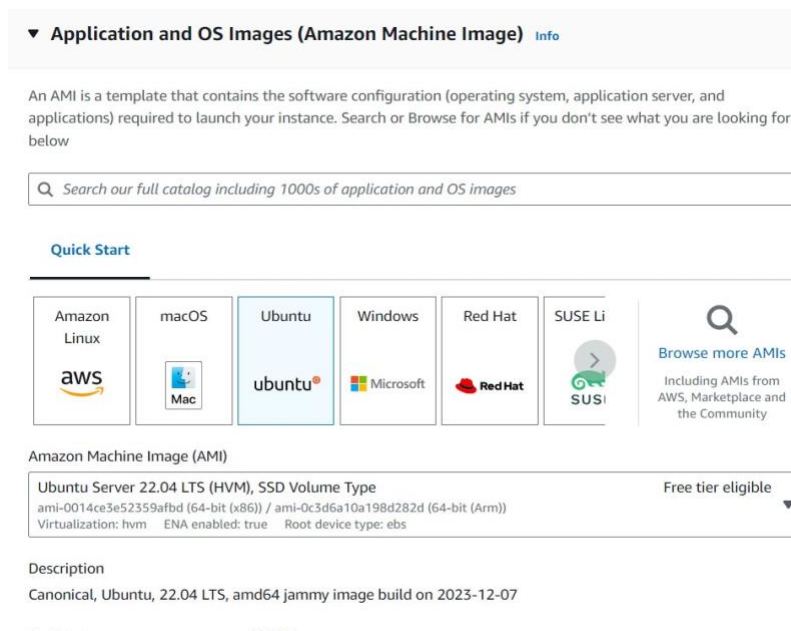 Application and OS Images (Amazon Machine Image) Info
An AMI is a template that contains the software configuration (operating system, application server, and
applications) required to launch your instance. Search or Browse for AMIs if you don't see what you are looking for
below
Search our full catalog including 1000s of application and OS images
Quick Start
Amazon Linux
aws
macOS
Mac
Ubuntu
ubuntu
Windows
Microsoft
Red Hat
Red Hat
SUSE Li
SUS
Browse more AMIs
Including AMIs from
AWS, Marketplace and
the Community
Amazon Machine Image (AMI)
Ubuntu Server 22.04 LTS (HVM), SSD Volume Type Free tier eligible
ami-0014ce3e52359afbd (64-bit (x86)) / ami-0c3d6a10a198d282d (64-bit (Arm))
Virtualization: hvm ENA enabled: true Root device type: ebs
Description
Canonical, Ubuntu, 22.04 LTS, amd64 jammy image build on 2023-12-07